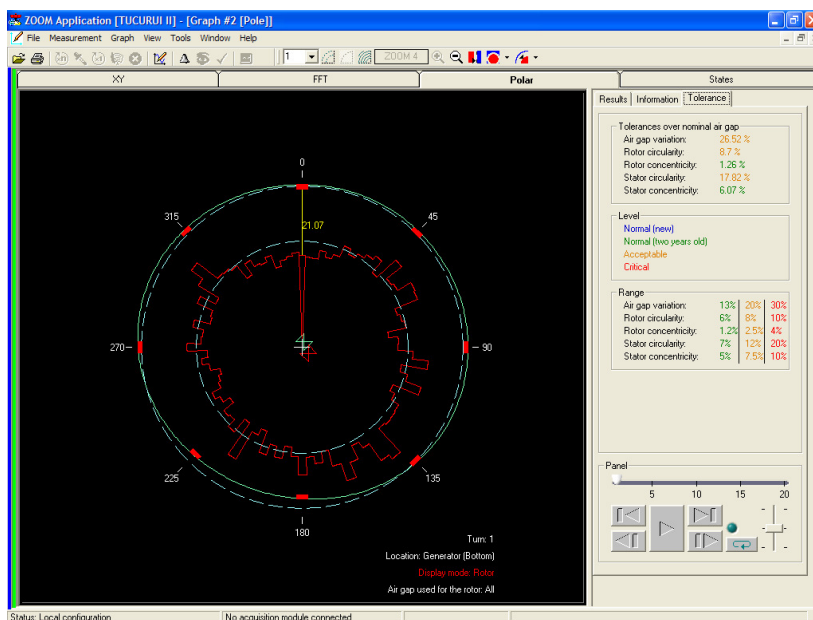 ZOOM Application [TUCURUI II] - [Graph #2 [Pole]]
File Measurement Graph View Tools Window Help
1 ZOOM 4
XY FFT Polar States
Results Information Tolerance
0
45
90
135
180
225
270
315
21.07
Turn: 1
Location: Generator (Bottom)
Display mode: Rotor
Air gap used for the rotor: All
Tolerances over nominal air gap
Air gap variation: 26.52 %
Rotor circularity: 8.7 %
Rotor concentricity: 1.26 %
Stator circularity: 17.82 %
Stator concentricity: 6.07 %
Level
Normal (new)
Normal (two years old)
Acceptable
Critical
Range
Air gap variation: 13% 20% 30%
Rotor circularity: 6% 8% 10%
Rotor concentricity: 1.2% 2.5% 4%
Stator circularity: 7% 12% 20%
Stator concentricity: 5% 7.5% 10%
Panel
5 10 15 20
Status: Local configuration No acquisition module connected